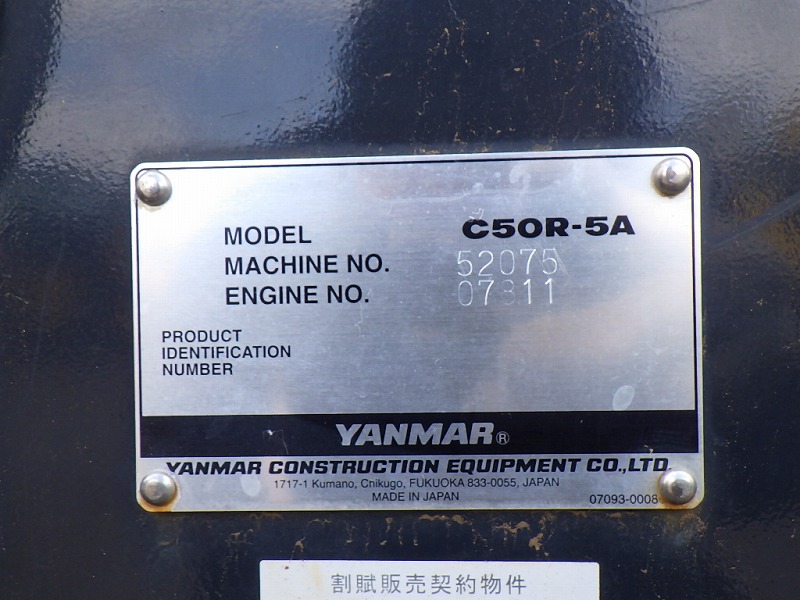 MODEL C50R-5A
MACHINE NO. 52075
ENGINE NO. 07811
PRODUCT
IDENTIFICATION
NUMBER
YANMAR®
YANMAR CONSTRUCTION EQUIPMENT CO.,LTD.
1717-1 Kumano, Chikugo, FUKUOKA 833-0055, JAPAN
MADE IN JAPAN
07093-0008
割賦販売契約物件